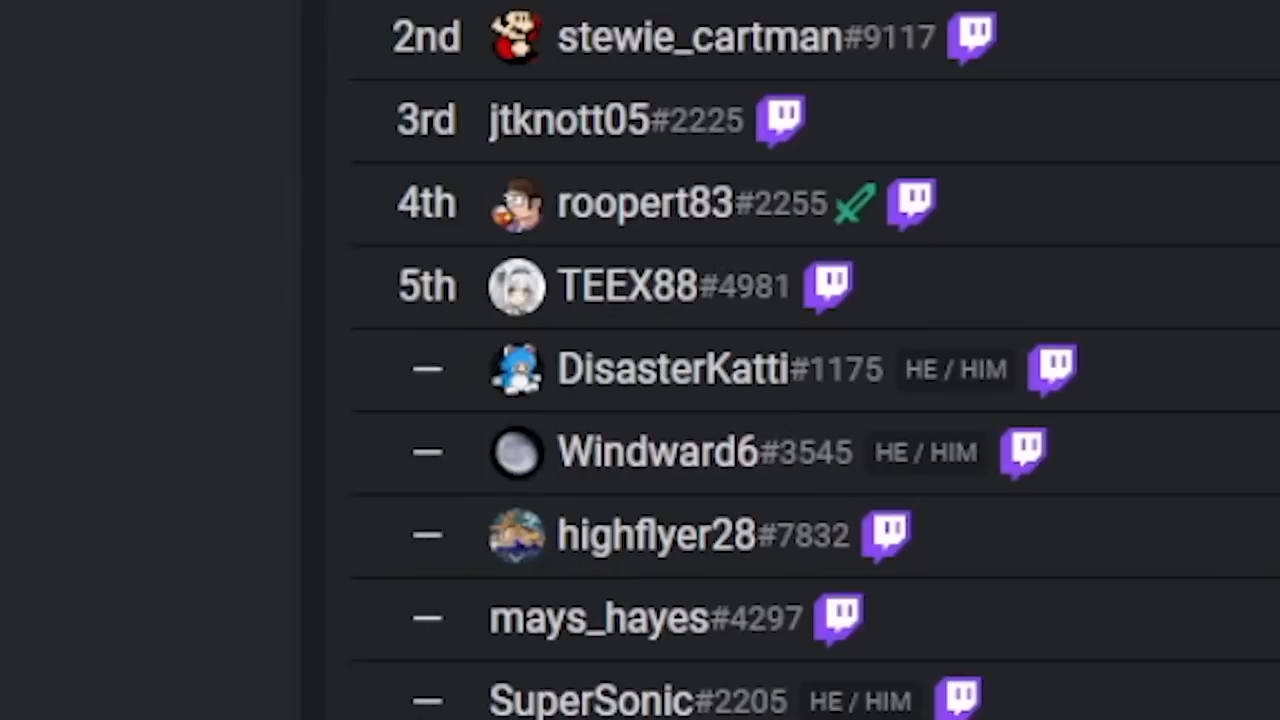 2nd stewie_cartman#9117
3rd jtknott05#2225
4th roopert83#2255
5th TEEX88#4981
— DisasterKatti#1175 HE / HIM
— Windward6#3545 HE / HIM
— highflyer28#7832
— mays_hayes#4297
— SuperSonic#2205 HE / HIM